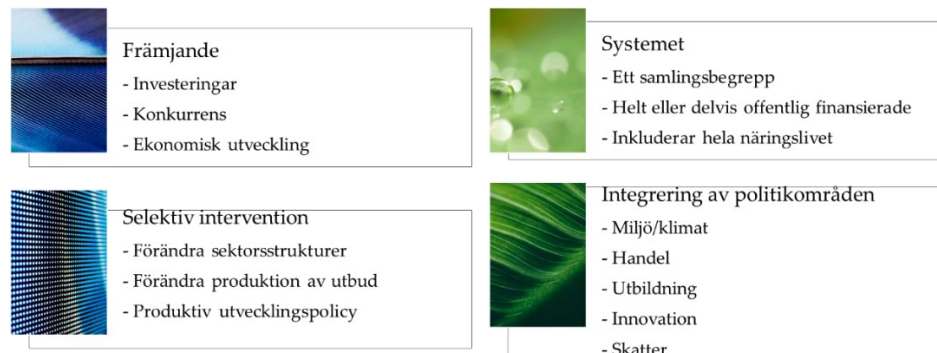 Främjande
- Investeringar
- Konkurrens
- Ekonomisk utveckling
Selektiv intervention
- Förändra sektorsstrukturer
- Förändra produktion av utbud
- Produktiv utvecklingspolicy
Systemet
- Ett samlingsbegrepp
- Helt eller delvis offentlig finansierade
- Inkluderar hela näringslivet
Integrering av politikområden
- Miljö/klimat
- Handel
- Utbildning
- Innovation
- Skatter